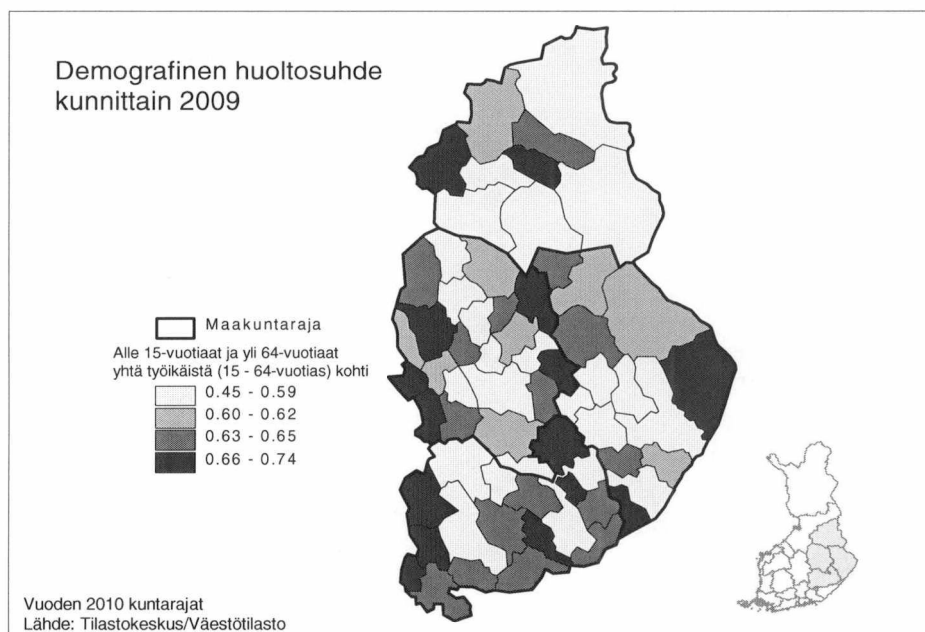 Demografinen huoltosuhde
kunnittain 2009
Maakuntaraja
Alle 15-vuotiaat ja yli 64-vuotiaat
yhtä työikäistä (15 - 64-vuotias) kohti
0.45 - 0.59
0.60 - 0.62
0.63 - 0.65
0.66 - 0.74
Vuoden 2010 kuntarajat
Lähde: Tilastokeskus/Väestötilasto